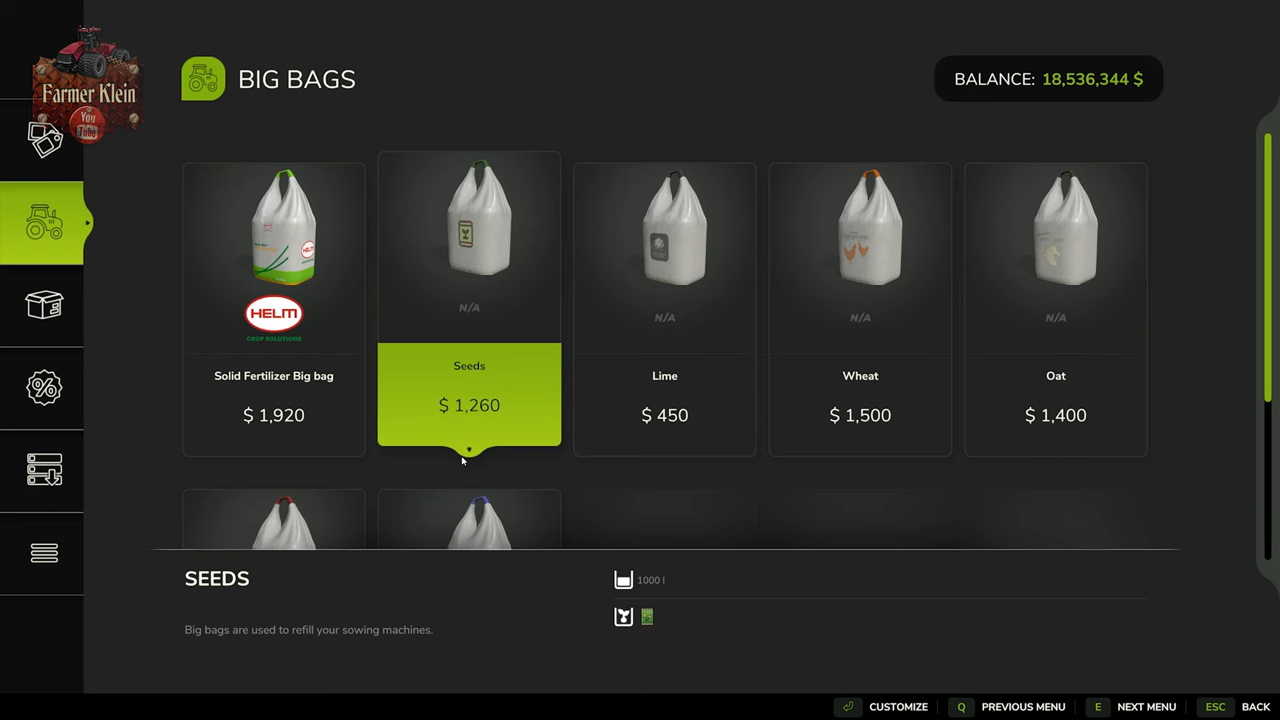 Farmer Klein
You
Tube
BIG BAGS
BALANCE: 18,536,344 $
HELM
CROP SOLUTIONS
N/A
N/A
N/A
N/A
Solid Fertilizer Big bag
Seeds
Lime
Wheat
Oat
$ 1,920
$ 1,260
$ 450
$ 1,500
$ 1,400
SEEDS
1000 l
Big bags are used to refill your sowing machines.
CUSTOMIZE
Q PREVIOUS MENU
E NEXT MENU
ESC BACK